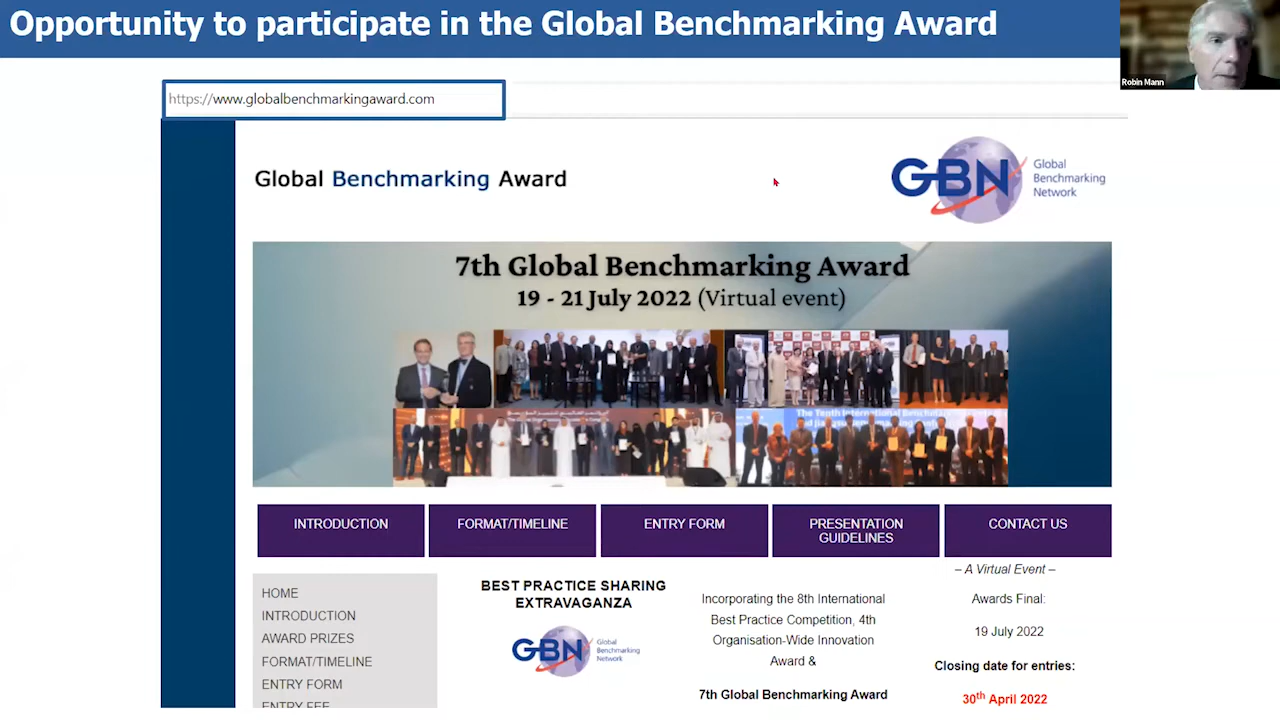 Opportunity to participate in the Global Benchmarking Award
Robin Mann
https://www.globalbenchmarkingaward.com
Global Benchmarking Award
GBN
Global
Benchmarking
Network
7th Global Benchmarking Award
19 - 21 July 2022 (Virtual event)
INTRODUCTION
FORMAT/TIMELINE
ENTRY FORM
PRESENTATION
GUIDELINES
CONTACT US
HOME
INTRODUCTION
AWARD PRIZES
FORMAT/TIMELINE
ENTRY FORM
ENTRY FEE
BEST PRACTICE SHARING
EXTRAVAGANZA
GBN
Global
Benchmarking
Network
Incorporating the 8th International
Best Practice Competition, 4th
Organisation-Wide Innovation
Award &
7th Global Benchmarking Award
– A Virtual Event –
Awards Final:
19 July 2022
Closing date for entries:
30th April 2022